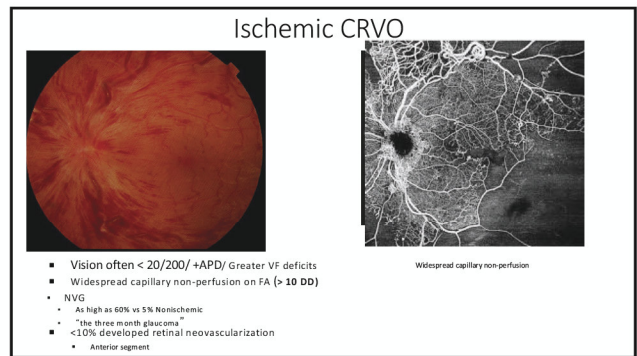 Ischemic CRVO
Vision often < 20/200/ +APD/ Greater VF deficits
Widespread capillary non-perfusion on FA (> 10 DD)
NVG
As high as 60% vs 5% Nonischemic
“the three month glaucoma”
<10% developed retinal neovascularization
Anterior segment
Widespread capillary non-perfusion